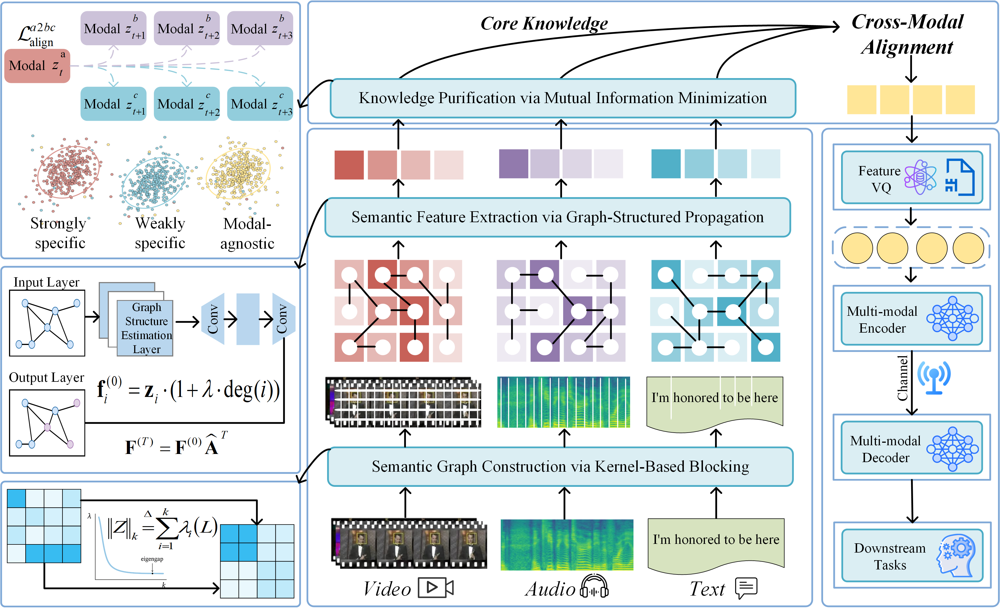 ℒ_align^{a2bc}
Modal z_t^a
Modal z_{t+1}^b
Modal z_{t+2}^b
Modal z_{t+3}^b
Modal z_{t+1}^c
Modal z_{t+2}^c
Modal z_{t+3}^c
Strongly
specific
Weakly
specific
Modal-
agnostic
Core Knowledge
Cross-Modal
Alignment
Knowledge Purification via Mutual Information Minimization
Semantic Feature Extraction via Graph-Structured Propagation
Input Layer
Graph
Structure
Estimation
Layer
Conv
Conv
Output Layer
f_i^{(0)} = z_i · (1 + λ · deg(i))
F^{(T)} = F^{(0)} Â^T
I'm honored to be here
Semantic Graph Construction via Kernel-Based Blocking
λ
‖Z‖_k ≜ ∑_{i=1}^{k} λ_i(L)
eigengap
k
I'm honored to be here
Video
Audio
Text
Feature
VQ
Multi-modal
Encoder
Channel
Multi-modal
Decoder
Downstream
Tasks